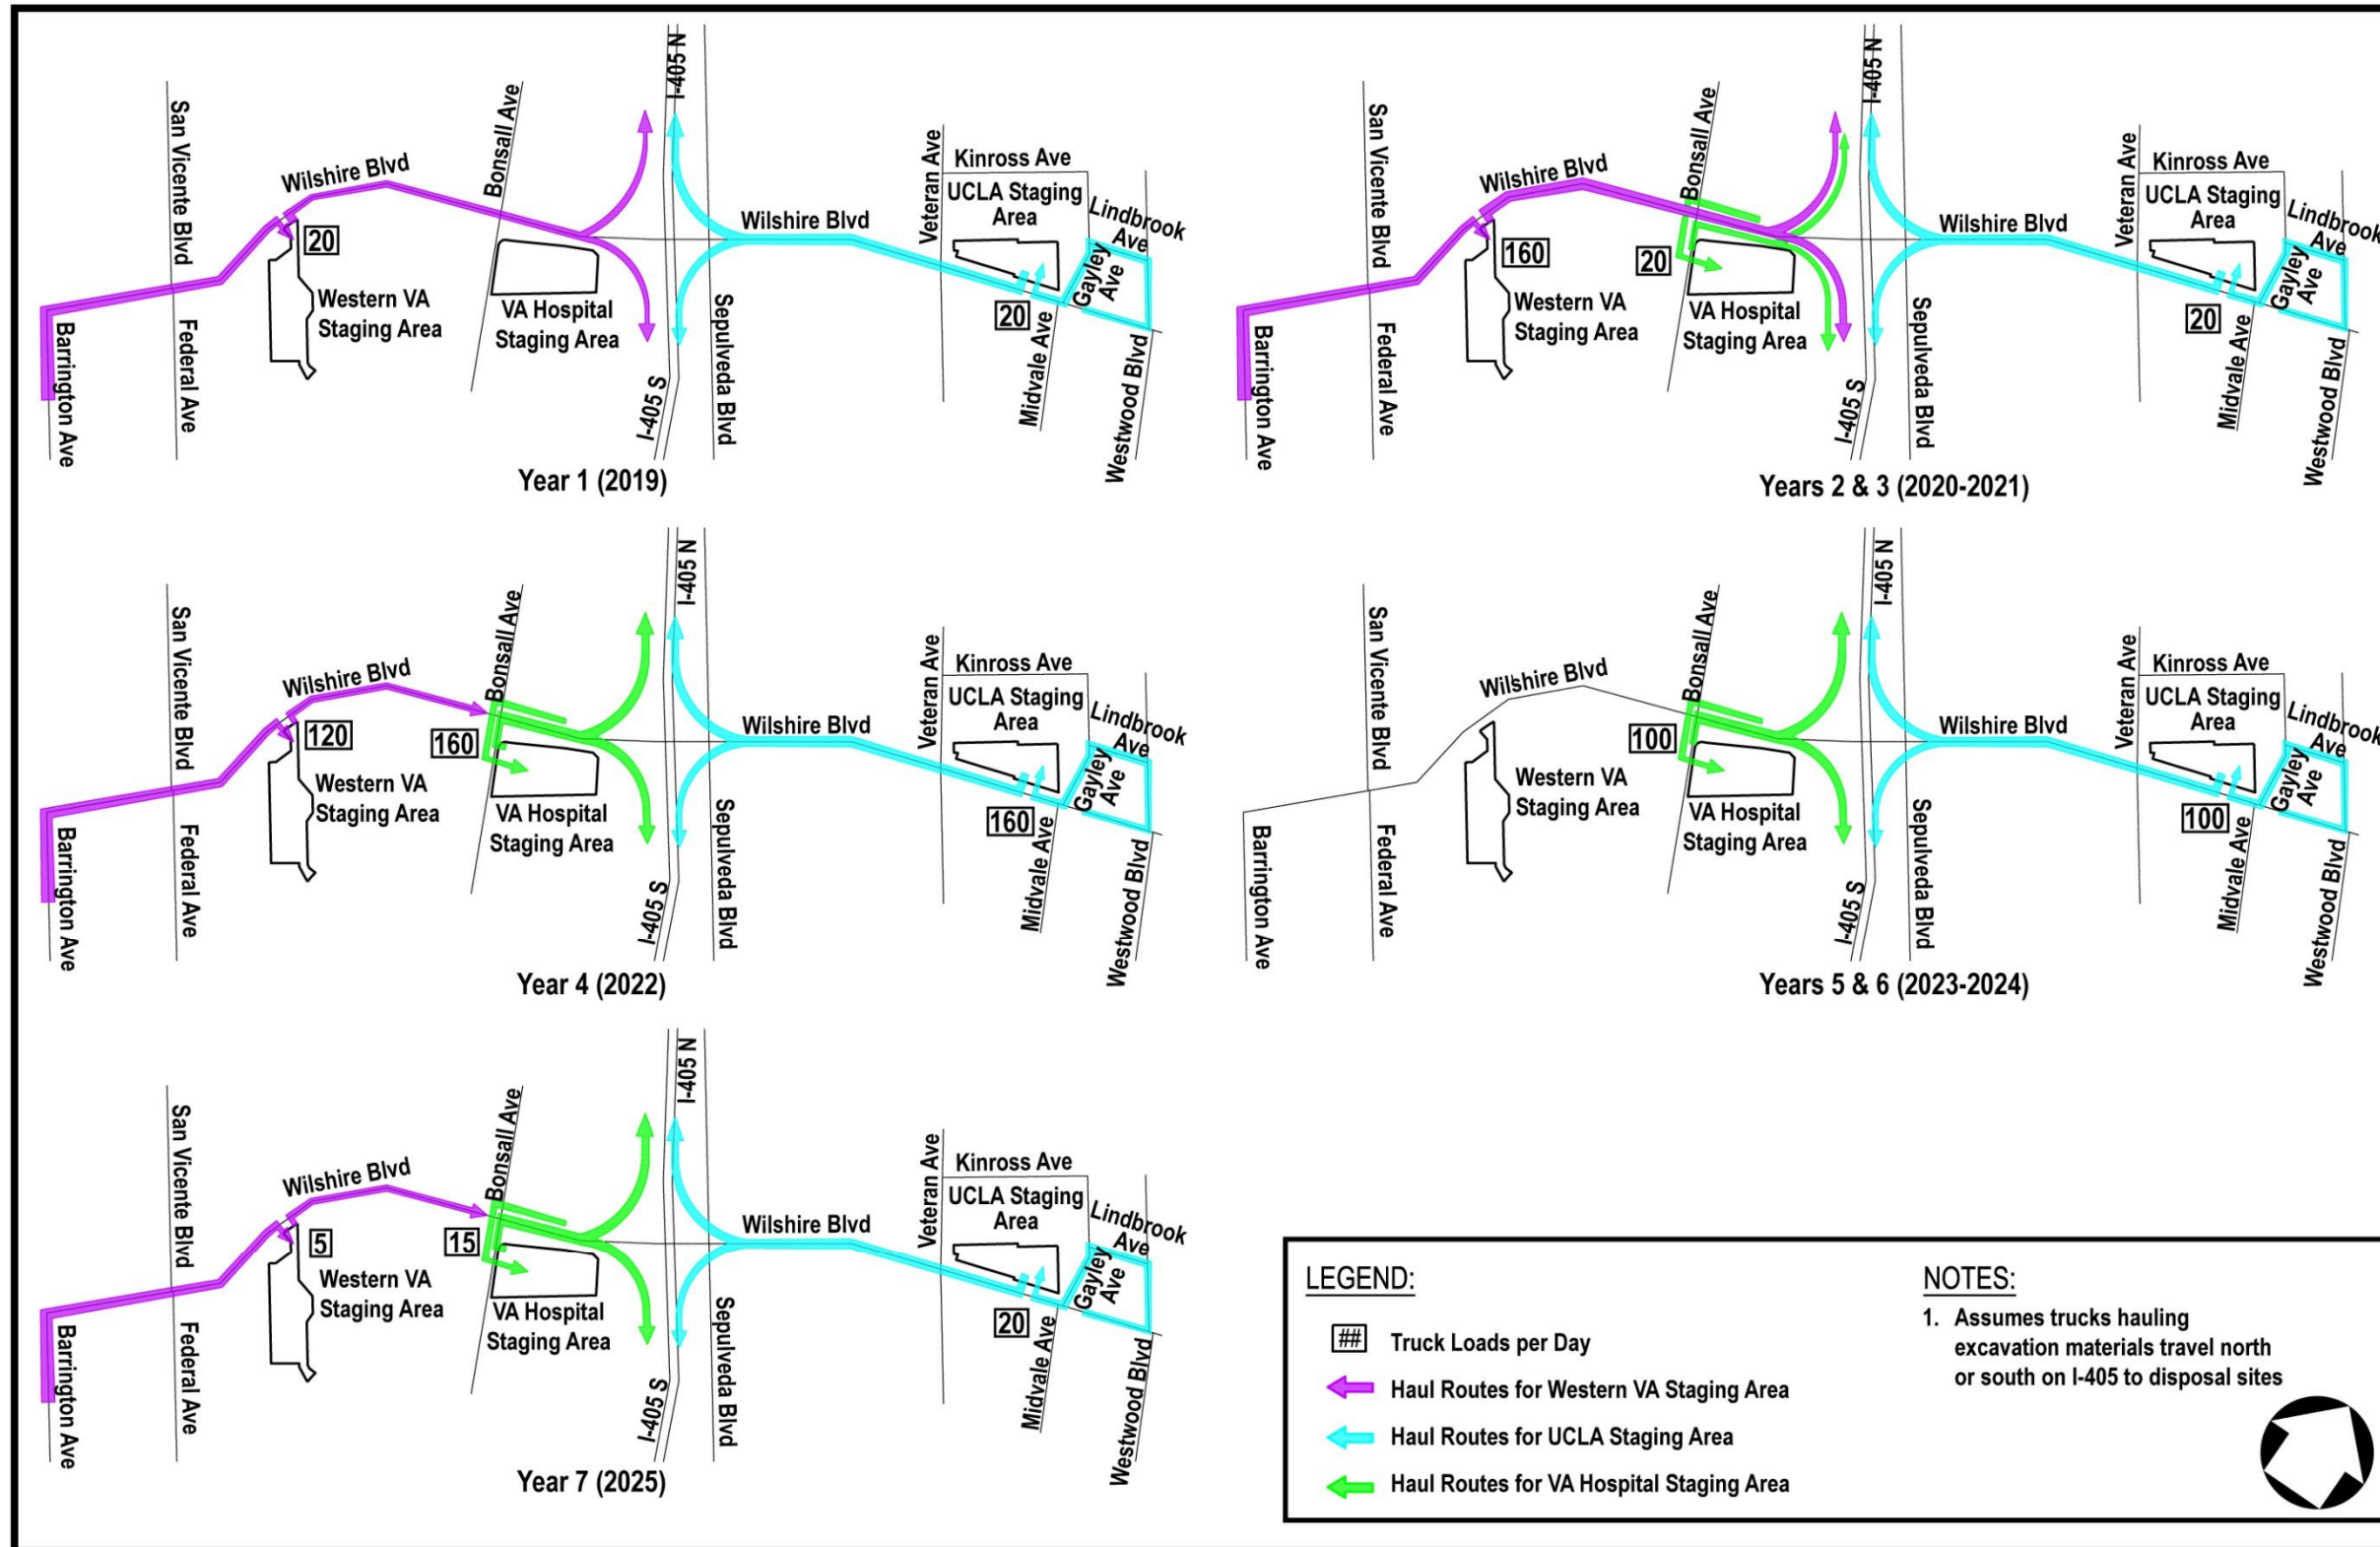 I-405 N
San Vicente Blvd
Bonsall Ave
Wilshire Blvd
Veteran Ave
Kinross Ave
UCLA Staging
Area
Lindbrook
Ave
Wilshire Blvd
20
Gayley
Ave
Western VA
Staging Area
VA Hospital
Staging Area
20
Barrington Ave
Federal Ave
I-405 S
Sepulveda Blvd
Midvale Ave
Westwood Blvd
Year 1 (2019)
I-405 N
San Vicente Blvd
Bonsall Ave
Wilshire Blvd
Veteran Ave
Kinross Ave
UCLA Staging
Area
Lindbrook
Ave
Wilshire Blvd
160
20
Gayley
Ave
Western VA
Staging Area
VA Hospital
Staging Area
20
Barrington Ave
Federal Ave
I-405 S
Sepulveda Blvd
Midvale Ave
Westwood Blvd
Years 2 & 3 (2020-2021)
I-405 N
San Vicente Blvd
Bonsall Ave
Wilshire Blvd
Veteran Ave
Kinross Ave
UCLA Staging
Area
Lindbrook
Ave
Wilshire Blvd
120
160
Gayley
Ave
Western VA
Staging Area
VA Hospital
Staging Area
160
Barrington Ave
Federal Ave
I-405 S
Sepulveda Blvd
Midvale Ave
Westwood Blvd
Year 4 (2022)
I-405 N
San Vicente Blvd
Bonsall Ave
Wilshire Blvd
Veteran Ave
Kinross Ave
UCLA Staging
Area
Lindbrook
Ave
Wilshire Blvd
100
Gayley
Ave
Western VA
Staging Area
VA Hospital
Staging Area
100
Barrington Ave
Federal Ave
I-405 S
Sepulveda Blvd
Midvale Ave
Westwood Blvd
Years 5 & 6 (2023-2024)
I-405 N
San Vicente Blvd
Bonsall Ave
Wilshire Blvd
Veteran Ave
Kinross Ave
UCLA Staging
Area
Lindbrook
Ave
Wilshire Blvd
5
15
Gayley
Ave
Western VA
Staging Area
VA Hospital
Staging Area
20
Barrington Ave
Federal Ave
I-405 S
Sepulveda Blvd
Midvale Ave
Westwood Blvd
Year 7 (2025)
LEGEND:
## Truck Loads per Day
Haul Routes for Western VA Staging Area
Haul Routes for UCLA Staging Area
Haul Routes for VA Hospital Staging Area
NOTES:
1. Assumes trucks hauling
excavation materials travel north
or south on I-405 to disposal sites